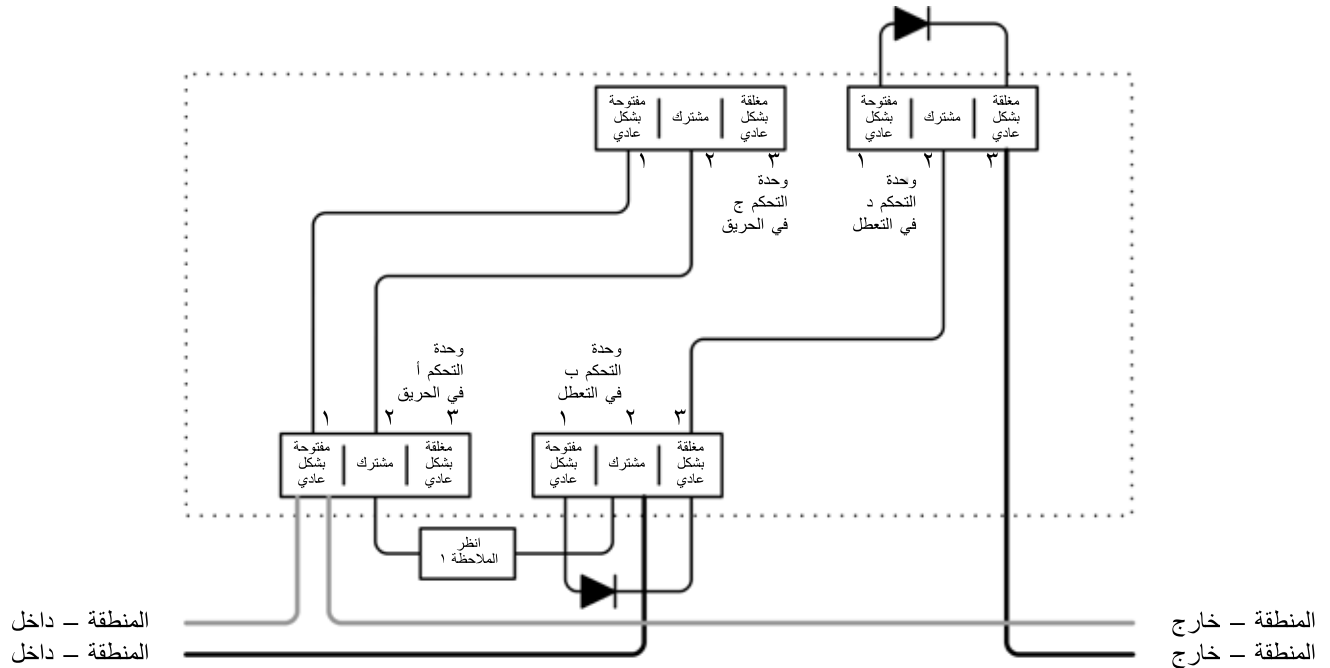 مفتوحة
بشكل
عادي
مشترك
مغلقة
بشكل
عادي
١ ٢ ٣
وحدة
التحكم ج
في الحريق
مفتوحة
بشكل
عادي
مشترك
مغلقة
بشكل
عادي
١ ٢ ٣
وحدة
التحكم د
في التعطل
وحدة
التحكم أ
في الحريق
١ ٢ ٣
مفتوحة
بشكل
عادي
مشترك
مغلقة
بشكل
عادي
وحدة
التحكم ب
في التعطل
١ ٢ ٣
مفتوحة
بشكل
عادي
مشترك
مغلقة
بشكل
عادي
انظر
الملاحظة ١
المنطقة – داخل
المنطقة – خارج
المنطقة – داخل
المنطقة – خارج